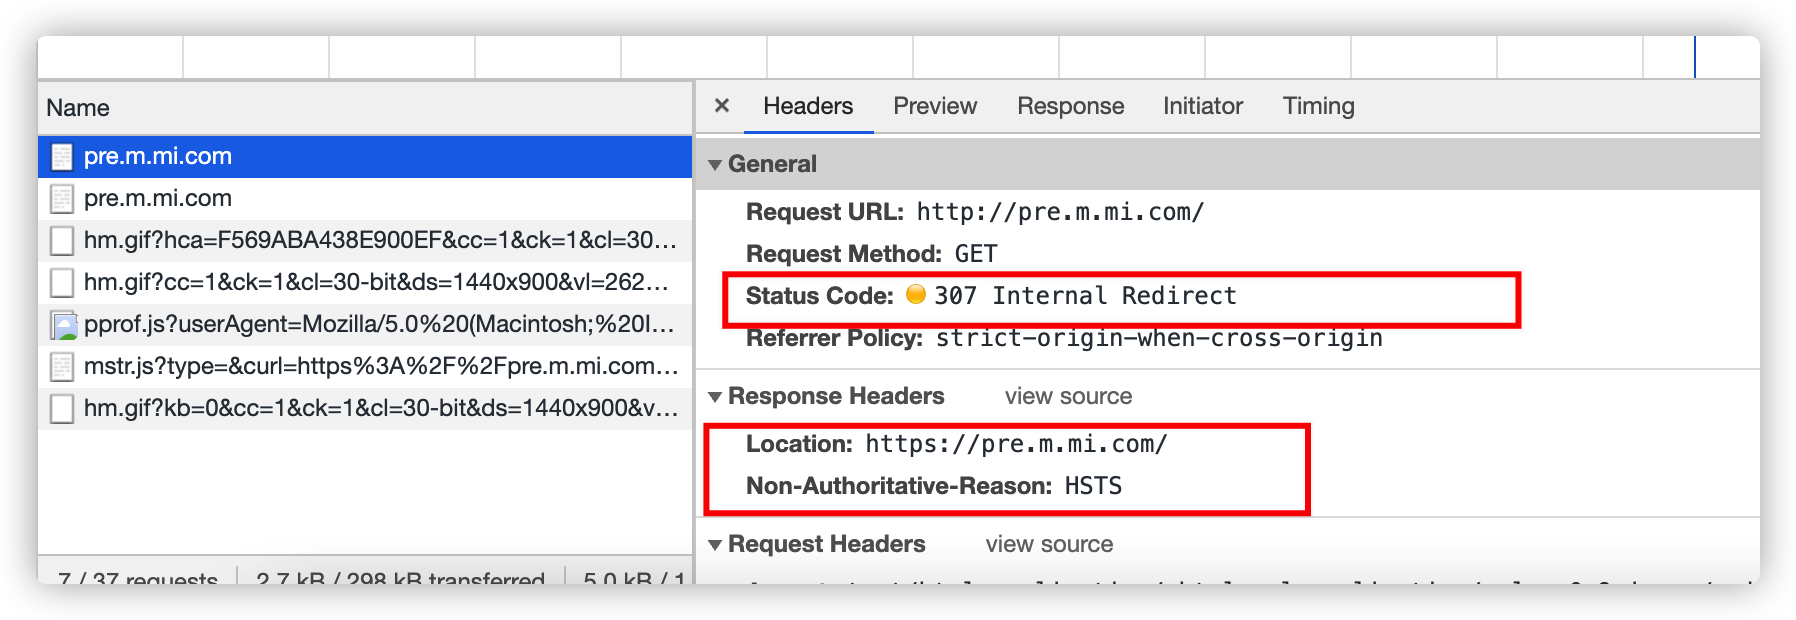 Name
pre.m.mi.com
pre.m.mi.com
hm.gif?hca=F569ABA438E900EF&cc=1&ck=1&cl=30...
hm.gif?cc=1&ck=1&cl=30-bit&ds=1440x900&vl=262...
pprof.js?userAgent=Mozilla/5.0%20(Macintosh;%20I...
mstr.js?type=&curl=https%3A%2F%2Fpre.m.mi.com...
hm.gif?kb=0&cc=1&ck=1&cl=30-bit&ds=1440x900&v...
7 / 37 requests 2.7 kB / 298 kB transferred 5.0 kB / 1
× Headers Preview Response Initiator Timing
General
Request URL: http://pre.m.mi.com/
Request Method: GET
Status Code: 307 Internal Redirect
Referrer Policy: strict-origin-when-cross-origin
Response Headers view source
Location: https://pre.m.mi.com/
Non-Authoritative-Reason: HSTS
Request Headers view source